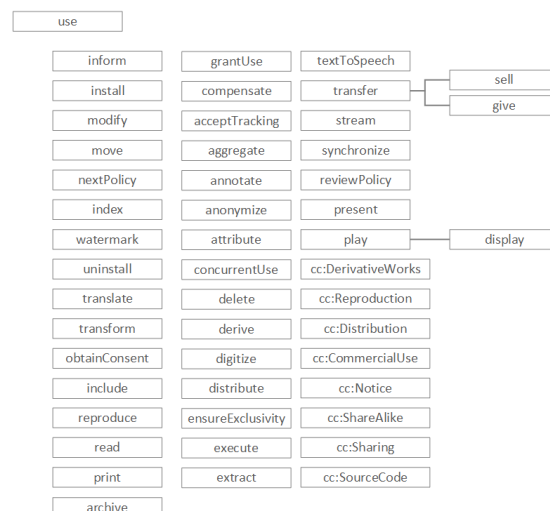 use
inform
grantUse
textToSpeech
install
compensate
transfer
sell
give
modify
acceptTracking
stream
move
aggregate
synchronize
nextPolicy
annotate
reviewPolicy
index
anonymize
present
watermark
attribute
play
display
uninstall
concurrentUse
cc:DerivativeWorks
translate
delete
cc:Reproduction
transform
derive
cc:Distribution
obtainConsent
digitize
cc:CommercialUse
include
distribute
cc:Notice
reproduce
ensureExclusivity
cc:ShareAlike
read
execute
cc:Sharing
print
extract
cc:SourceCode
archive